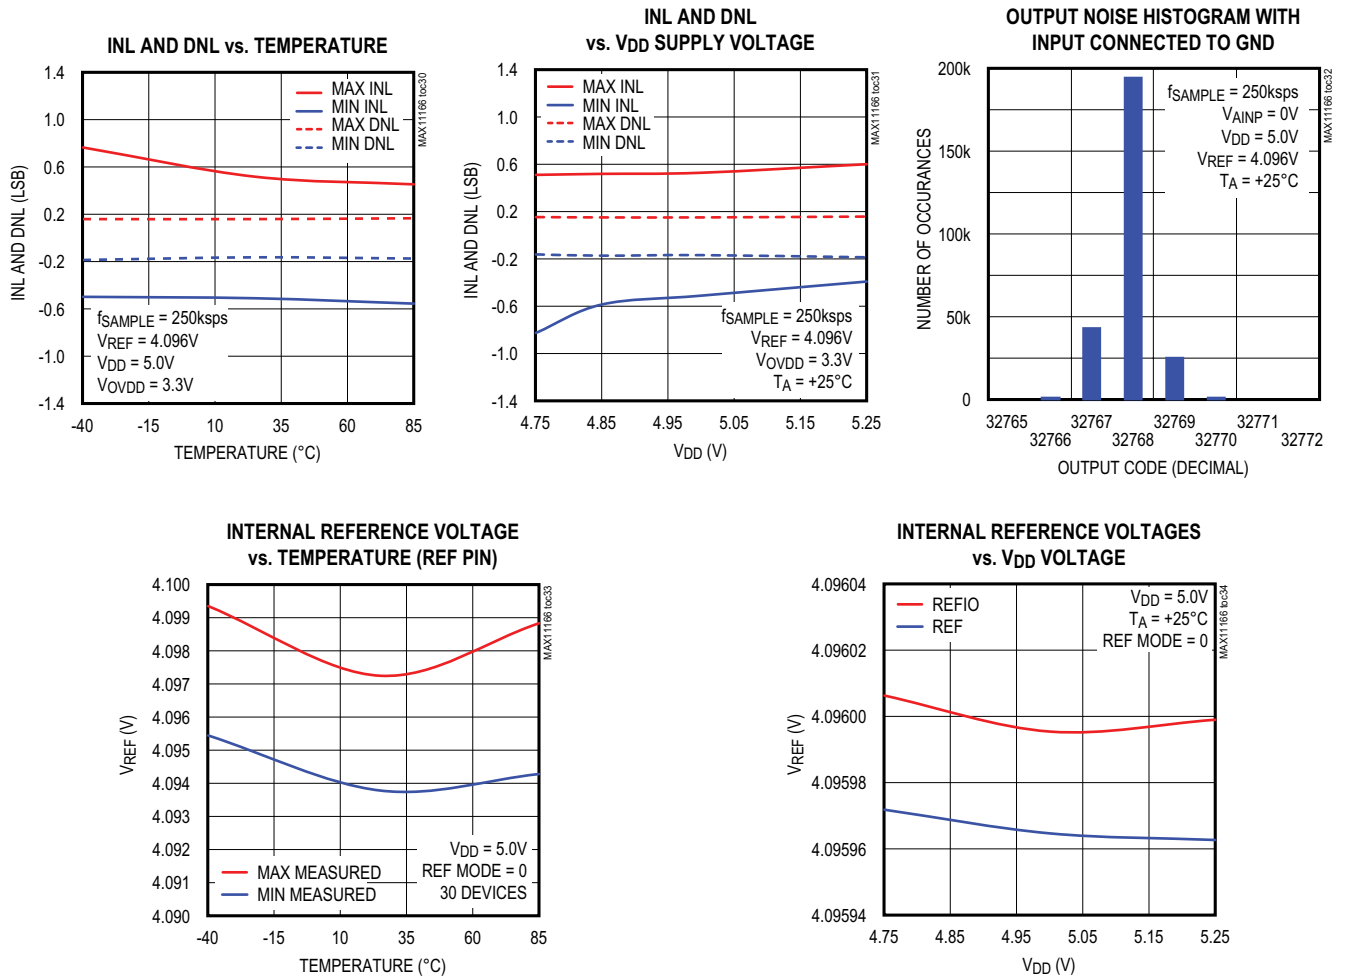 INL AND DNL vs. TEMPERATURE
1.4
1.0
0.6
0.2
-0.2
-0.6
-1.0
-1.4
INL AND DNL (LSB)
MAX INL
MIN INL
MAX DNL
MIN DNL
fSAMPLE = 250ksps
VREF = 4.096V
VDD = 5.0V
VOVDD = 3.3V
-40 -15 10 35 60 85
TEMPERATURE (°C)
MAX11166 toc30
INL AND DNL
vs. VDD SUPPLY VOLTAGE
1.4
1.0
0.6
0.2
-0.2
-0.6
-1.0
-1.4
INL AND DNL (LSB)
MAX INL
MIN INL
MAX DNL
MIN DNL
fSAMPLE = 250ksps
VREF = 4.096V
VOVDD = 3.3V
TA = +25°C
4.75 4.85 4.95 5.05 5.15 5.25
VDD (V)
MAX11166 toc31
OUTPUT NOISE HISTOGRAM WITH
INPUT CONNECTED TO GND
200k
150k
100k
50k
0
NUMBER OF OCCURANCES
fSAMPLE = 250ksps
VAINP = 0V
VDD = 5.0V
VREF = 4.096V
TA = +25°C
32765 32767 32769 32771
32766 32768 32770 32772
OUTPUT CODE (DECIMAL)
MAX11166 toc32
INTERNAL REFERENCE VOLTAGE
vs. TEMPERATURE (REF PIN)
4.100
4.099
4.098
4.097
4.096
4.095
4.094
4.093
4.092
4.091
4.090
VREF (V)
VDD = 5.0V
REF MODE = 0
30 DEVICES
MAX MEASURED
MIN MEASURED
-40 -15 10 35 60 85
TEMPERATURE (°C)
MAX11166 toc33
INTERNAL REFERENCE VOLTAGES
vs. VDD VOLTAGE
4.09604
4.09602
4.09600
4.09598
4.09596
4.09594
VREF (V)
REFIO
REF
VDD = 5.0V
TA = +25°C
REF MODE = 0
4.75 4.85 4.95 5.05 5.15 5.25
VDD (V)
MAX11166 toc34